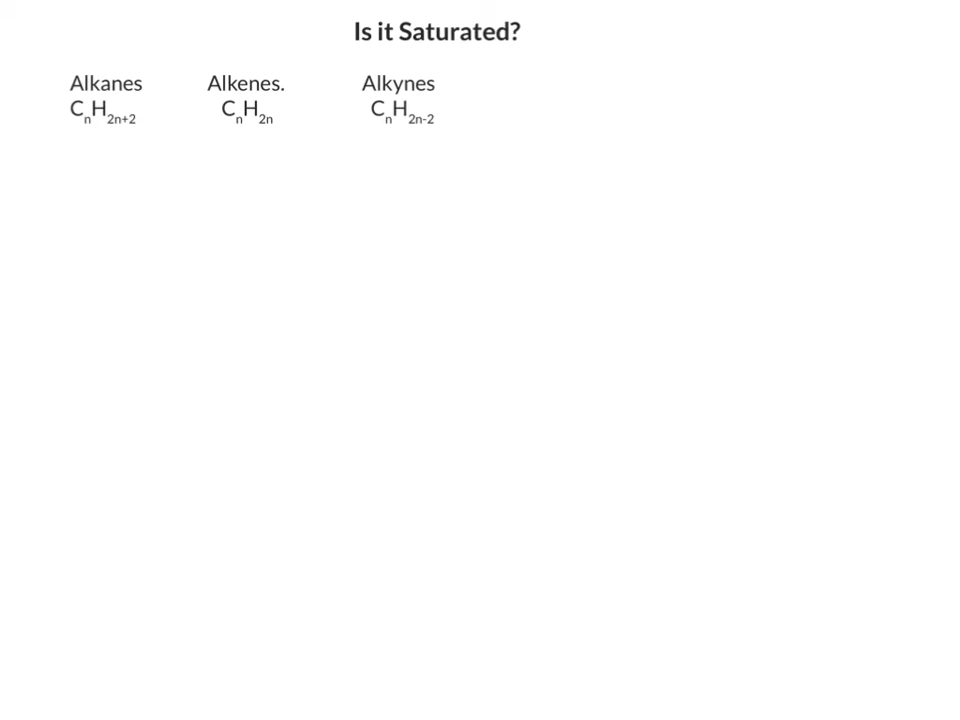 Is it Saturated?
Alkanes Alkenes. Alkynes
CₙH₂ₙ₊₂ CₙH₂ₙ CₙH₂ₙ₋₂